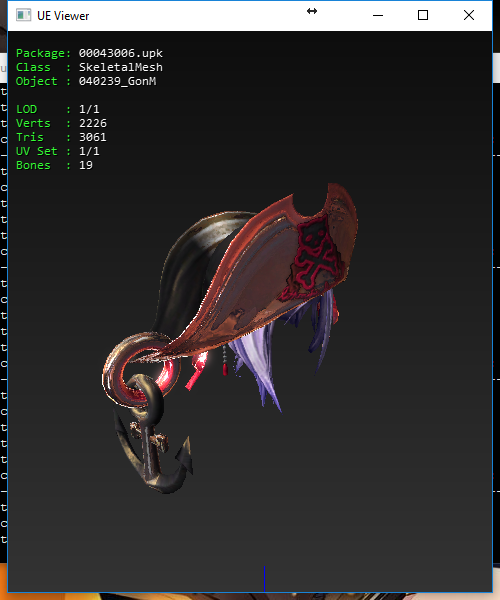 UE Viewer
Package: 00043006.upk
Class : SkeletalMesh
Object : 040239_GonM
LOD : 1/1
Verts : 2226
Tris : 3061
UV Set : 1/1
Bones : 19